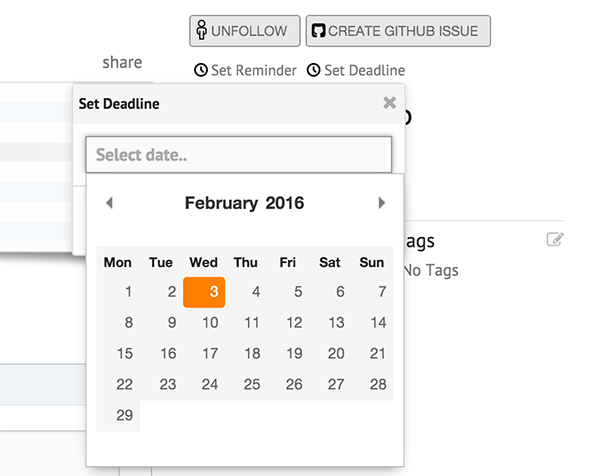 UNFOLLOW CREATE GITHUB ISSUE
share
Set Reminder Set Deadline
Set Deadline
Select date..
February 2016
Mon Tue Wed Thu Fri Sat Sun
1 2 3 4 5 6 7
8 9 10 11 12 13 14
15 16 17 18 19 20 21
22 23 24 25 26 27 28
29
ags
No Tags